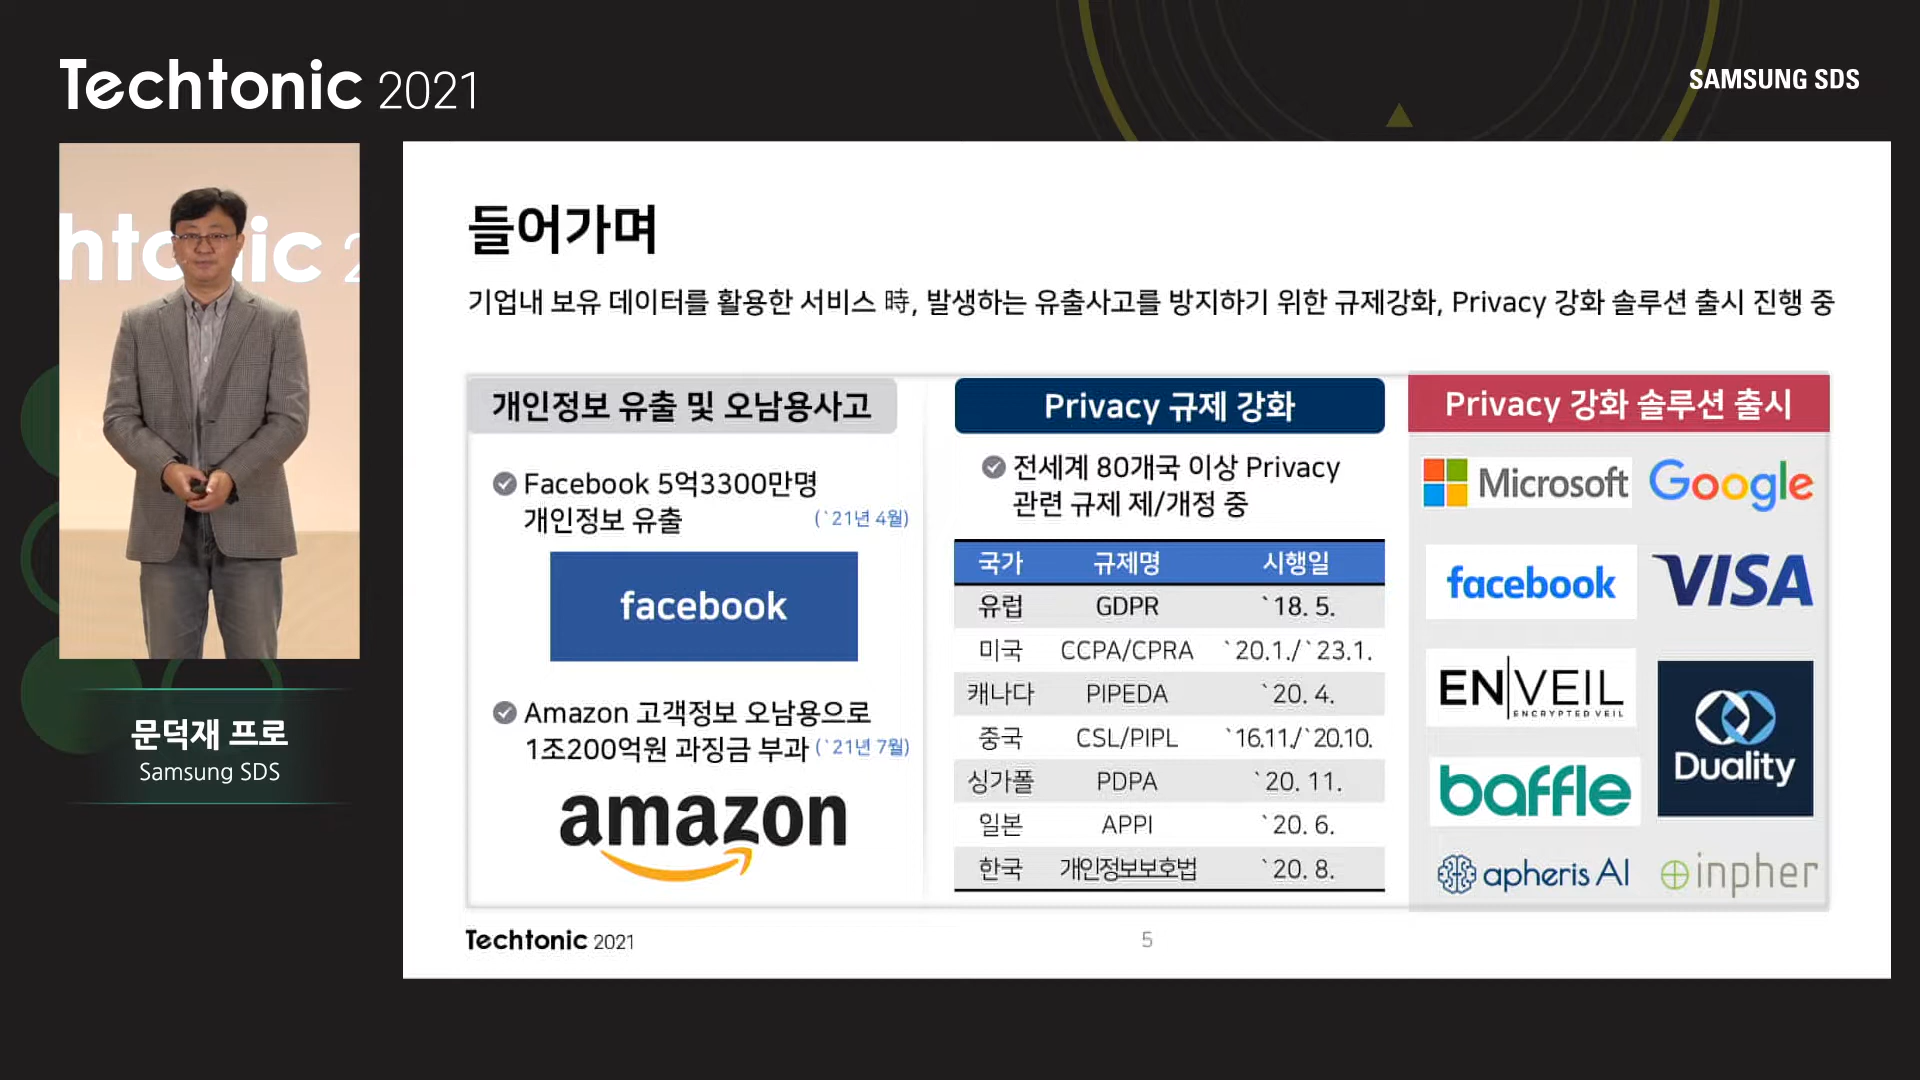 Techtonic 2021
SAMSUNG SDS
htonic 2
문덕재 프로
Samsung SDS
들어가며
기업내 보유 데이터를 활용한 서비스 時, 발생하는 유출사고를 방지하기 위한 규제강화, Privacy 강화 솔루션 출시 진행 중
개인정보 유출 및 오남용사고
Facebook 5억3300만명
개인정보 유출 (`21년 4월)
facebook
Amazon 고객정보 오남용으로
1조200억원 과징금 부과 (`21년 7월)
amazon
Privacy 규제 강화
전세계 80개국 이상 Privacy
관련 규제 제/개정 중
국가 규제명 시행일
유럽 GDPR `18. 5.
미국 CCPA/CPRA `20.1./`23.1.
캐나다 PIPEDA `20. 4.
중국 CSL/PIPL `16.11./`20.10.
싱가폴 PDPA `20. 11.
일본 APPI `20. 6.
한국 개인정보보호법 `20. 8.
Privacy 강화 솔루션 출시
Microsoft Google
facebook VISA
EN|VEIL
ENCRYPTED VEIL
Duality
baffle
apheris AI inpher
Techtonic 2021
5